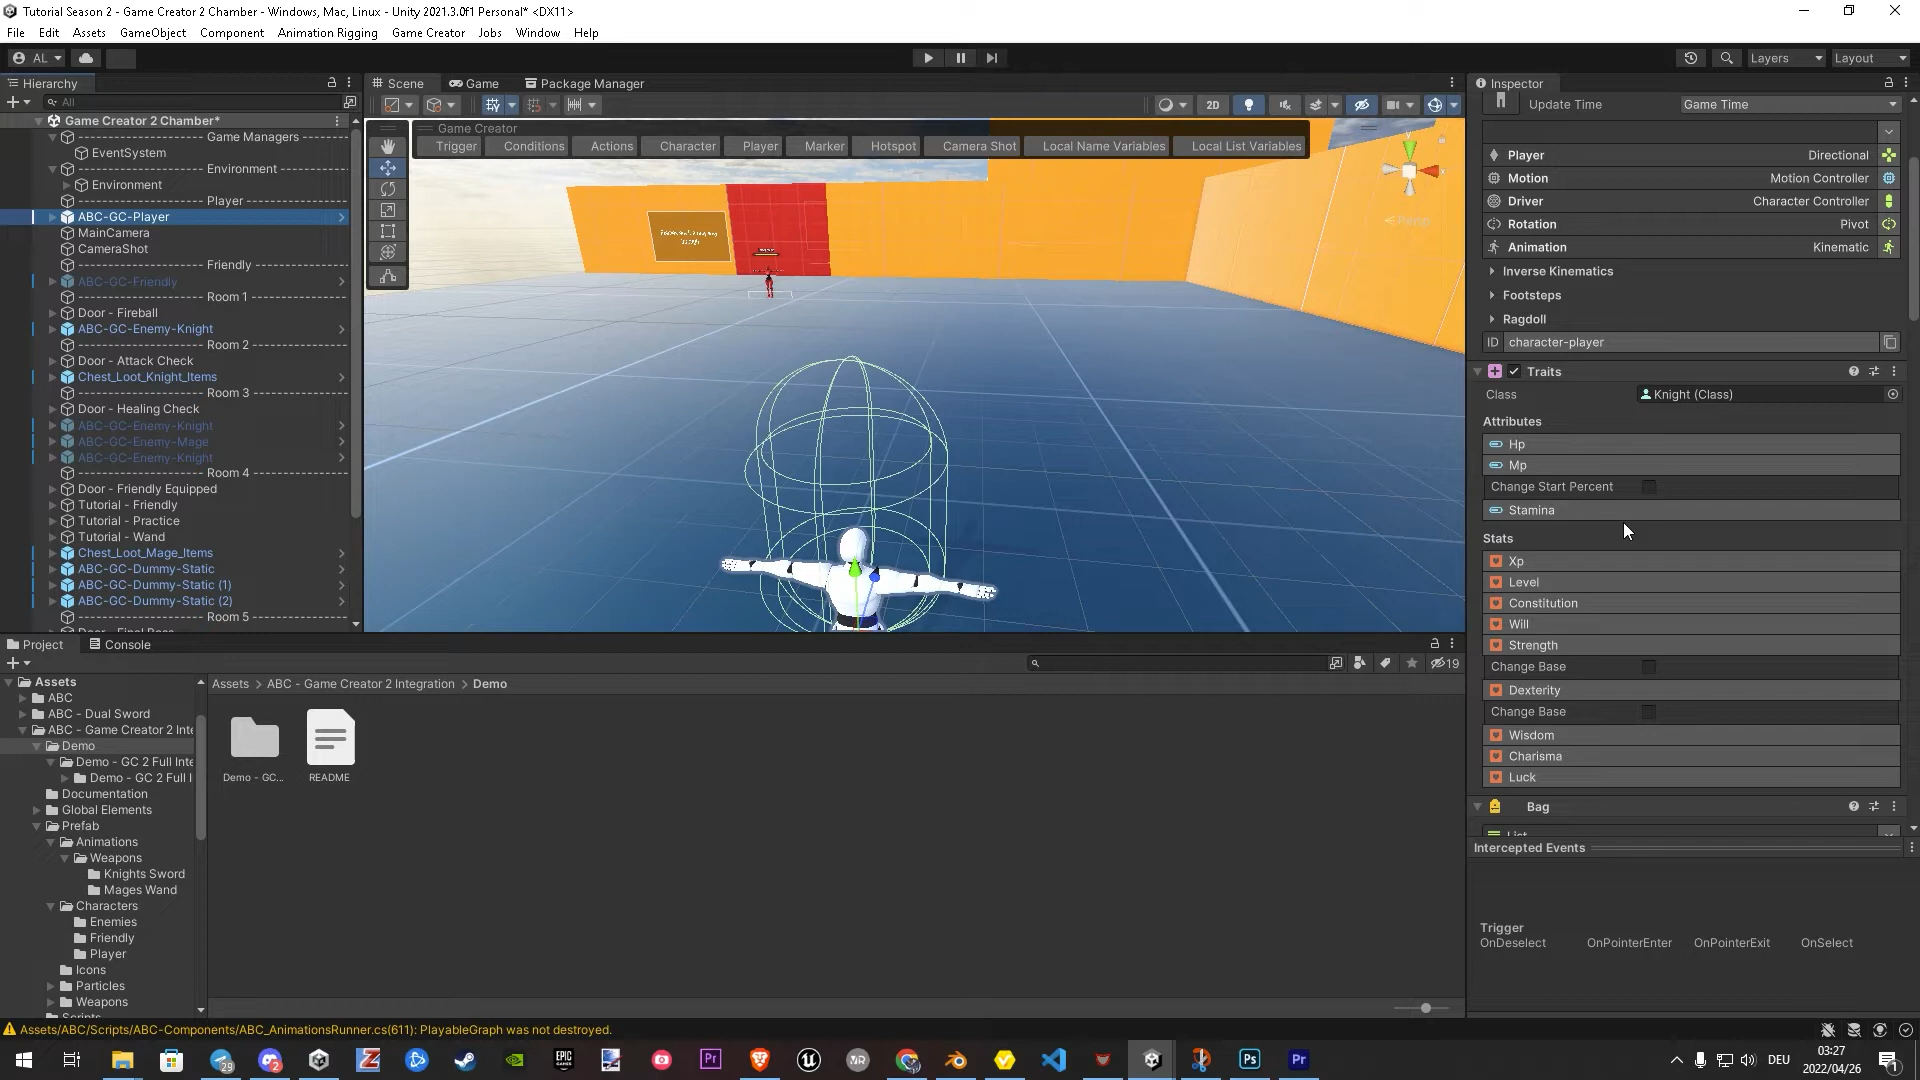 Tutorial Season 2 - Game Creator 2 Chamber - Windows, Mac, Linux - Unity 2021.3.0f1 Personal* <DX11>
File Edit Assets GameObject Component Animation Rigging Game Creator Jobs Window Help
AL Layers Layout
Hierarchy
All
Game Creator 2 Chamber*
---------------------- Game Managers ---------
EventSystem
---------------------- Environment -------------
Environment
---------------------- Player ---------------------
ABC-GC-Player
MainCamera
CameraShot
---------------------- Friendly -----------------
ABC-GC-Friendly
---------------------- Room 1 ------------------
Door - Fireball
ABC-GC-Enemy-Knight
---------------------- Room 2 ------------------
Door - Attack Check
Chest_Loot_Knight_Items
---------------------- Room 3 ------------------
Door - Healing Check
ABC-GC-Enemy-Knight
ABC-GC-Enemy-Mage
ABC-GC-Enemy-Knight
---------------------- Room 4 ------------------
Door - Friendly Equipped
Tutorial - Friendly
Tutorial - Practice
Tutorial - Wand
Chest_Loot_Mage_Items
ABC-GC-Dummy-Static
ABC-GC-Dummy-Static (1)
ABC-GC-Dummy-Static (2)
---------------------- Room 5 ------------------
Scene Game Package Manager
2D
Game Creator
Trigger Conditions Actions Character Player Marker Hotspot Camera Shot Local Name Variables Local List Variables
y
< Persp
Inspector
Update Time Game Time
Player Directional
Motion Motion Controller
Driver Character Controller
Rotation Pivot
Animation Kinematic
Inverse Kinematics
Footsteps
Ragdoll
ID character-player
Traits
Class Knight (Class)
Attributes
Hp
Mp
Change Start Percent
Stamina
Stats
Xp
Level
Constitution
Will
Strength
Change Base
Dexterity
Change Base
Wisdom
Charisma
Luck
Bag
List
Intercepted Events
Trigger
OnDeselect OnPointerEnter OnPointerExit OnSelect
Project Console
19
Assets
ABC
ABC - Dual Sword
ABC - Game Creator 2 Inte
Demo
Demo - GC 2 Full Inte
Demo - GC 2 Full I
Documentation
Global Elements
Prefab
Animations
Weapons
Knights Sword
Mages Wand
Characters
Enemies
Friendly
Player
Icons
Particles
Weapons
Scripts
Assets > ABC - Game Creator 2 Integration > Demo
Demo - GC...
README
Assets/ABC/Scripts/ABC-Components/ABC_AnimationsRunner.cs(611): PlayableGraph was not destroyed.
29
2
EPIC GAMES
Pr
VR
Ps
Pr
DEU
03:27
2022/04/26
1